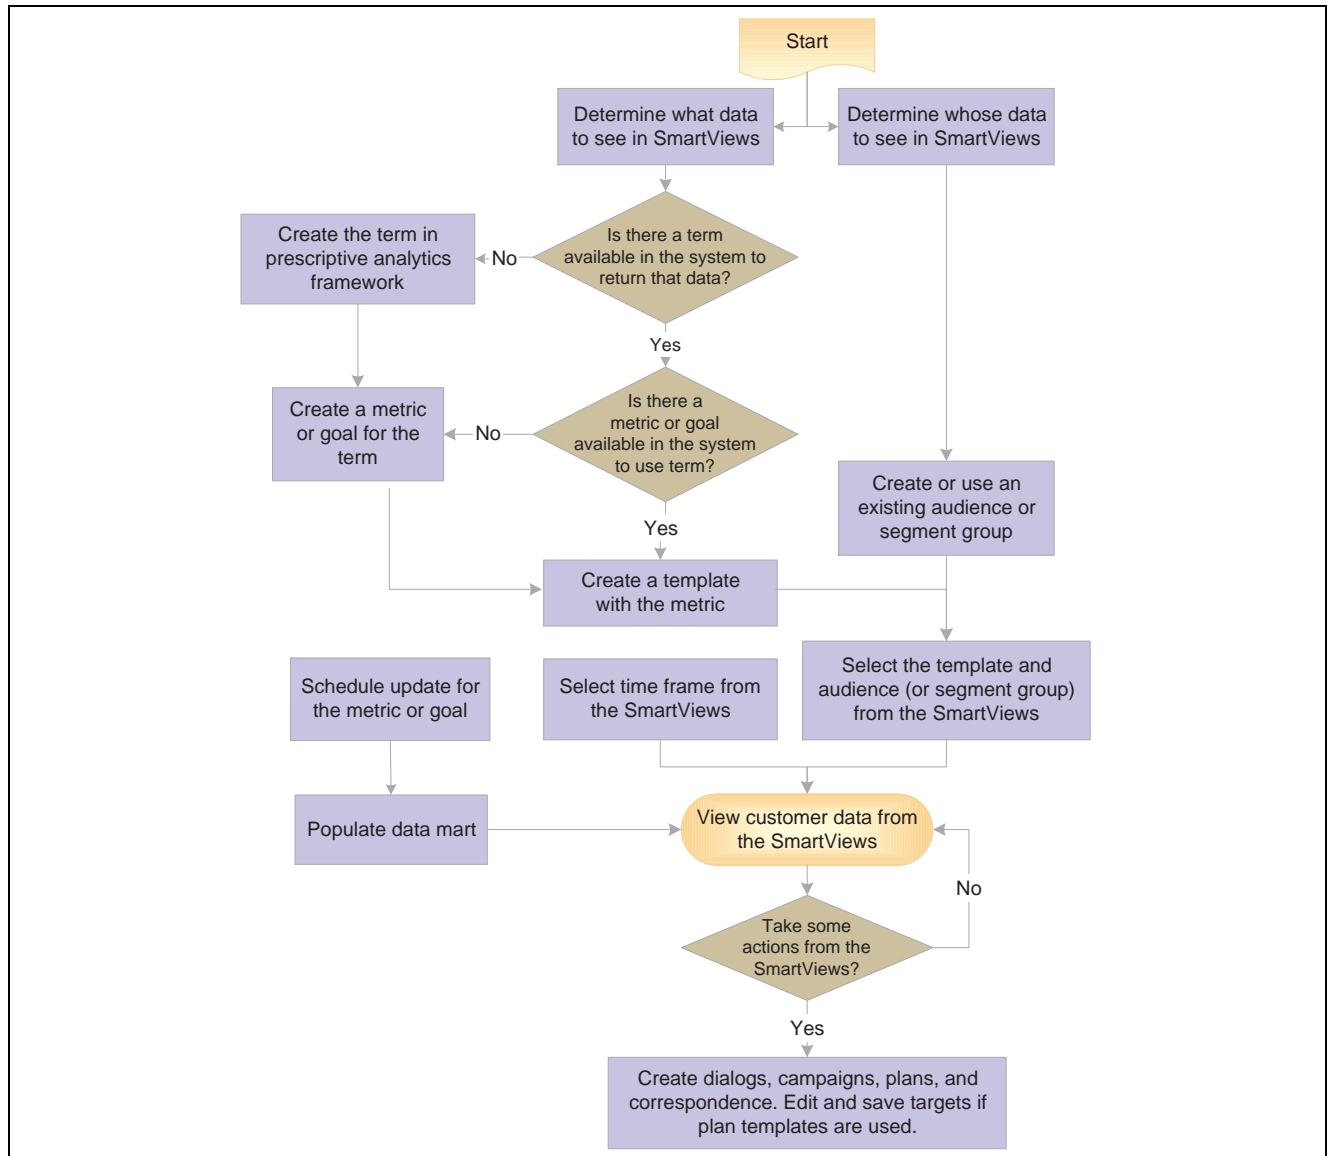 Start
Determine what data
to see in SmartViews
Determine whose data
to see in SmartViews
Is there a term
available in the system to
return that data?
No
Create the term in
prescriptive analytics
framework
Yes
Is there a
metric or goal
available in the system
to use term?
No
Create a metric
or goal for the
term
Yes
Create or use an
existing audience or
segment group
Create a template
with the metric
Schedule update for
the metric or goal
Select time frame from
the SmartViews
Select the template and
audience (or segment group)
from the SmartViews
Populate data mart
View customer data from
the SmartViews
No
Take some
actions from the
SmartViews?
Yes
Create dialogs, campaigns, plans, and
correspondence. Edit and save targets if
plan templates are used.